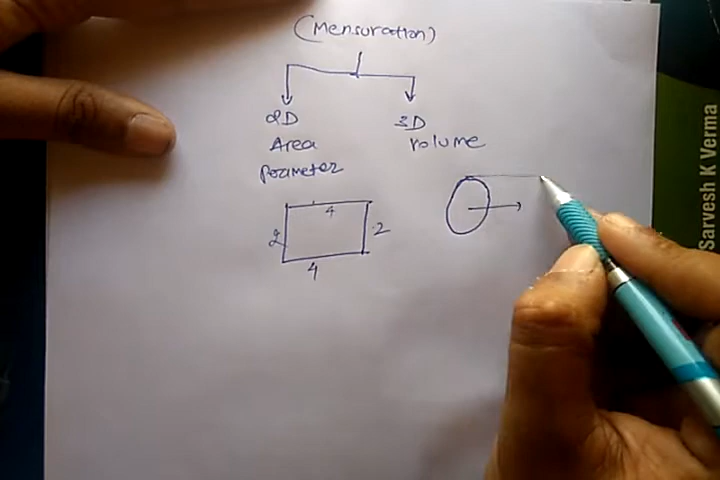 (Mensuration)
2D
3D
Area
volume
Perimeter
4
2
2
4
Sarvesh K Verma